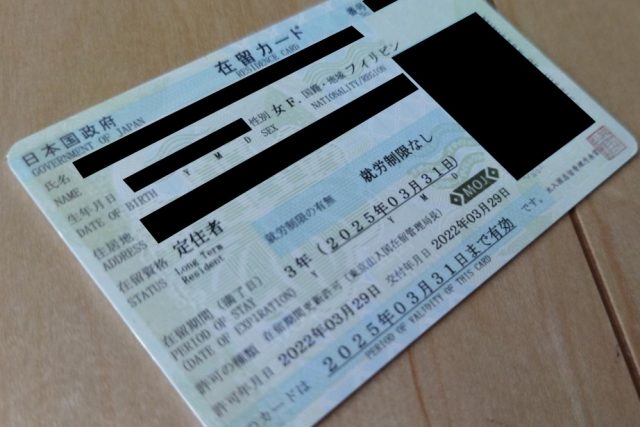 在留カード
RESIDENCE CARD
日本国政府
GOVERNMENT OF JAPAN
氏名
NAME
生年月日 Y M D 性別 女 F. 国籍・地域 フィリピン
DATE OF BIRTH SEX NATIONALITY/REGION
住居地
ADDRESS
在留資格 定住者
STATUS Long Term
Resident
就労制限の有無 就労制限なし
在留期間(満了日) 3年(2025年03月31日)
PERIOD OF STAY
(DATE OF EXPIRATION) Y M D
MOJ
許可の種類 在留期間更新許可(東京出入国在留管理局長)
許可年月日 2022年03月29日 交付年月日 2022年03月29日
カードは 2025年03月31日まで有効 です。
PERIOD OF VALIDITY OF THIS CARD